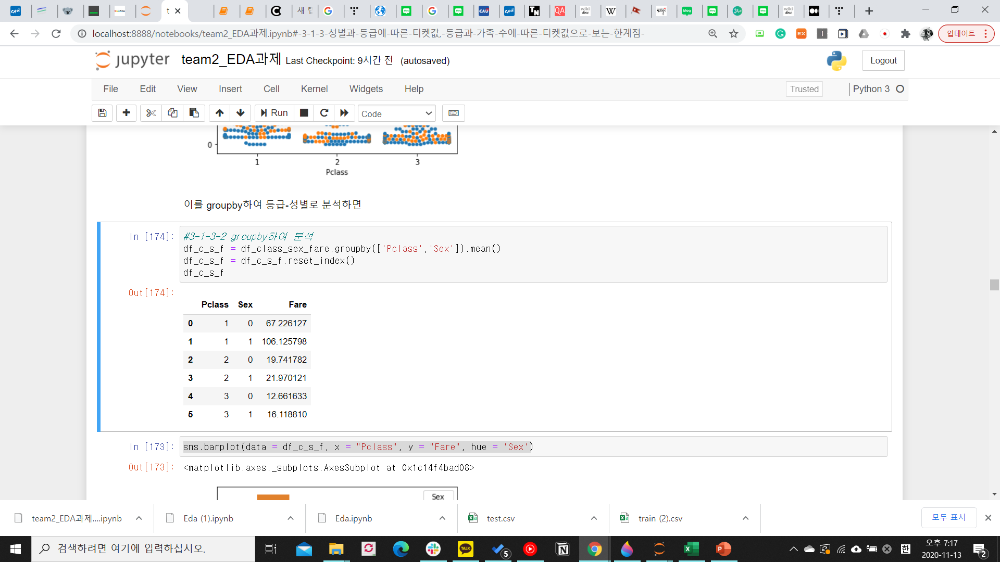 t
새 탭
localhost:8888/notebooks/team2_EDA과제.ipynb#-3-1-3-성별과-등급에-따른-티켓값,-등급과-가족-수에-따른-티켓값으로-보는-한계점-
업데이트
jupyter team2_EDA과제 Last Checkpoint: 9시간 전 (autosaved)
Logout
File Edit View Insert Cell Kernel Widgets Help
Trusted
Python 3
Run
Code
0
1 2 3
Pclass
이를 groupby하여 등급-성별로 분석하면
In [174]:
#3-1-3-2 groupby하여 분석
df_c_s_f = df_class_sex_fare.groupby(['Pclass','Sex']).mean()
df_c_s_f = df_c_s_f.reset_index()
df_c_s_f
Out[174]:
Pclass Sex Fare
0 1 0 67.226127
1 1 1 106.125798
2 2 0 19.741782
3 2 1 21.970121
4 3 0 12.661633
5 3 1 16.118810
In [173]:
sns.barplot(data = df_c_s_f, x = "Pclass", y = "Fare", hue = 'Sex')
Out[173]:
<matplotlib.axes._subplots.AxesSubplot at 0x1c14f4bad08>
Sex
team2_EDA과제....ipynb
Eda (1).ipynb
Eda.ipynb
test.csv
train (2).csv
모두 표시
검색하려면 여기에 입력하십시오.
TALK
5
한
오후 7:17
2020-11-13
2